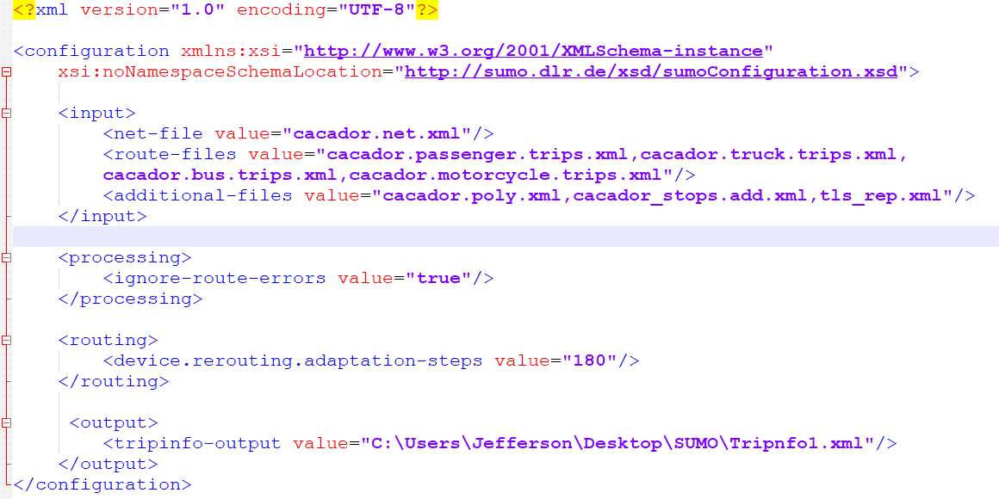 <?xml version="1.0" encoding="UTF-8"?>
<configuration xmlns:xsi="http://www.w3.org/2001/XMLSchema-instance"
xsi:noNamespaceSchemaLocation="http://sumo.dlr.de/xsd/sumoConfiguration.xsd">
<input>
<net-file value="cacador.net.xml"/>
<route-files value="cacador.passenger.trips.xml,cacador.truck.trips.xml,
cacador.bus.trips.xml,cacador.motorcycle.trips.xml"/>
<additional-files value="cacador.poly.xml,cacador_stops.add.xml,tls_rep.xml"/>
</input>
<processing>
<ignore-route-errors value="true"/>
</processing>
<routing>
<device.rerouting.adaptation-steps value="180"/>
</routing>
<output>
<tripinfo-output value="C:\Users\Jefferson\Desktop\SUMO\Tripnfo1.xml"/>
</output>
</configuration>